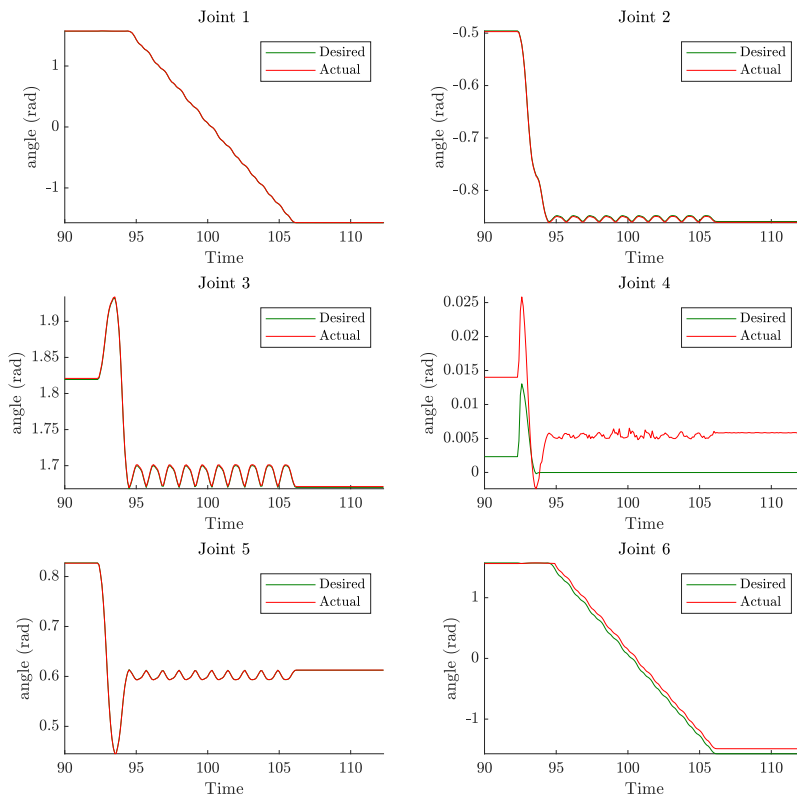 Joint 1
angle (rad)
1
0
-1
Desired
Actual
90 95 100 105 110
Time
Joint 2
angle (rad)
-0.5
-0.6
-0.7
-0.8
Desired
Actual
90 95 100 105 110
Time
Joint 3
angle (rad)
1.9
1.85
1.8
1.75
1.7
Desired
Actual
90 95 100 105 110
Time
Joint 4
angle (rad)
0.025
0.02
0.015
0.01
0.005
0
Desired
Actual
90 95 100 105 110
Time
Joint 5
angle (rad)
0.8
0.7
0.6
0.5
Desired
Actual
90 95 100 105 110
Time
Joint 6
angle (rad)
1
0
-1
Desired
Actual
90 95 100 105 110
Time